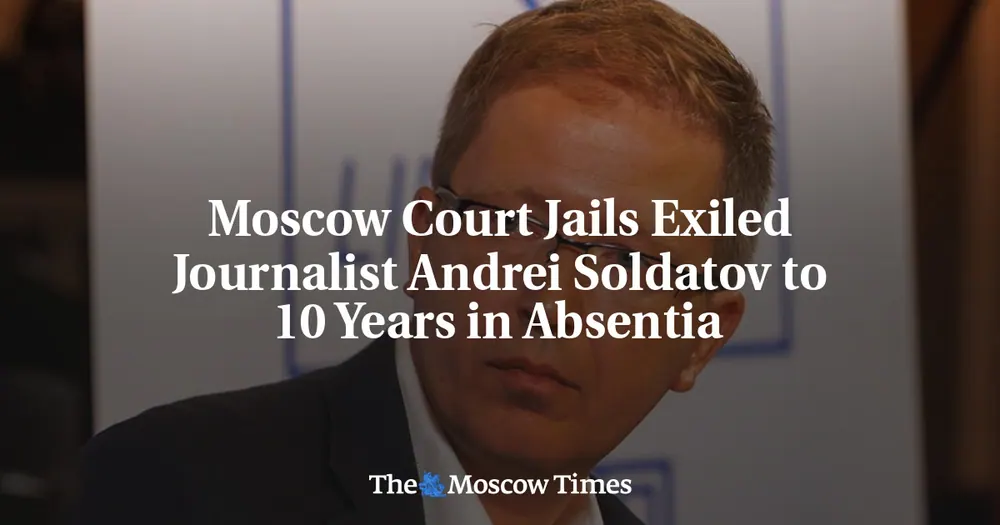 Moscow Court Jails Exiled
Journalist Andrei Soldatov to
10 Years in Absentia
The Moscow Times